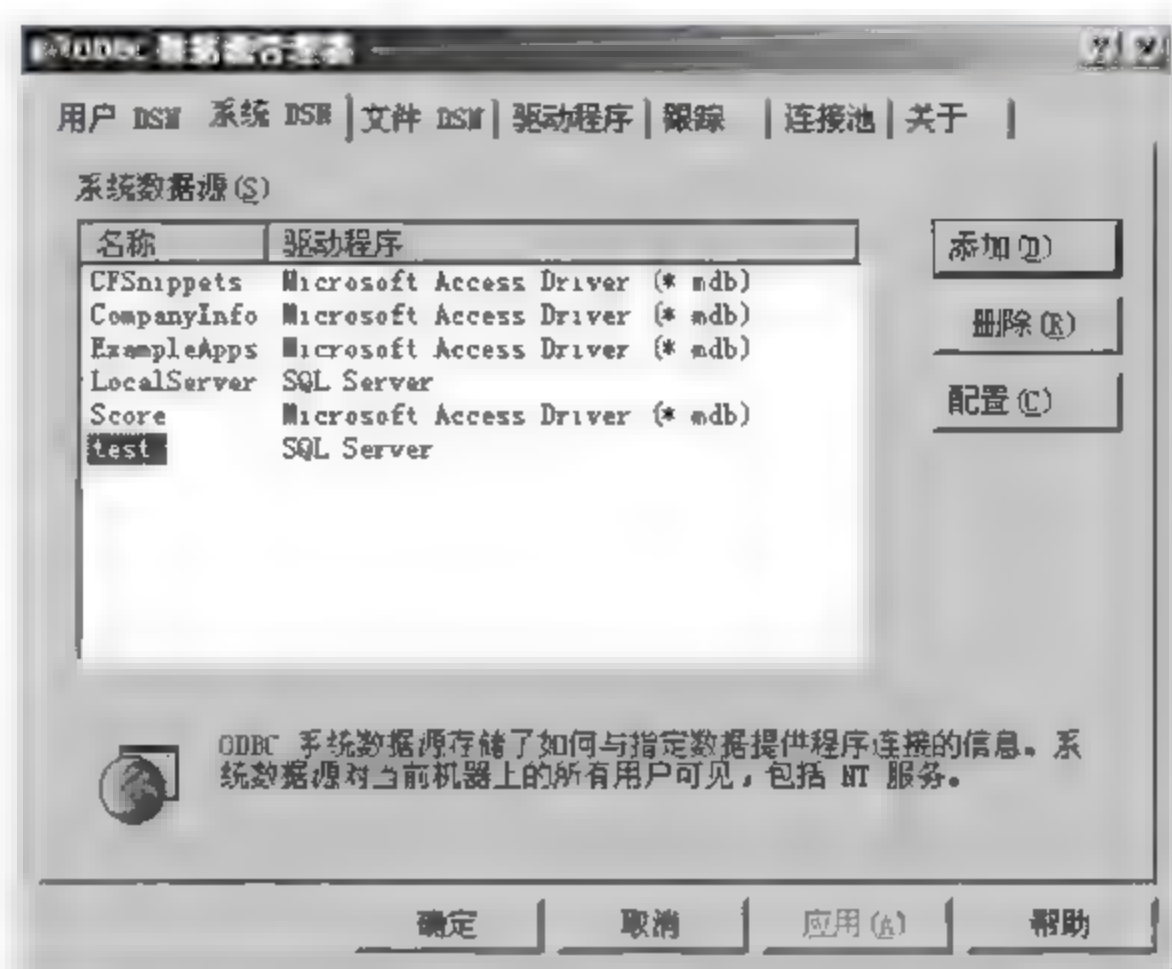 ODBC 数据源管理器
用户 DSN 系统 DSN 文件 DSN 驱动程序 跟踪 连接池 关于
系统数据源(S)
名称 驱动程序
CFSnippets Microsoft Access Driver (* mdb)
CompanyInfo Microsoft Access Driver (* mdb)
ExampleApps Microsoft Access Driver (* mdb)
LocalServer SQL Server
Score Microsoft Access Driver (* mdb)
test SQL Server
添加(D)
删除(R)
配置(C)
ODBC 系统数据源存储了如何与指定数据提供程序连接的信息。系
统数据源对当前机器上的所有用户可见，包括 NT 服务。
确定 取消 应用(A) 帮助